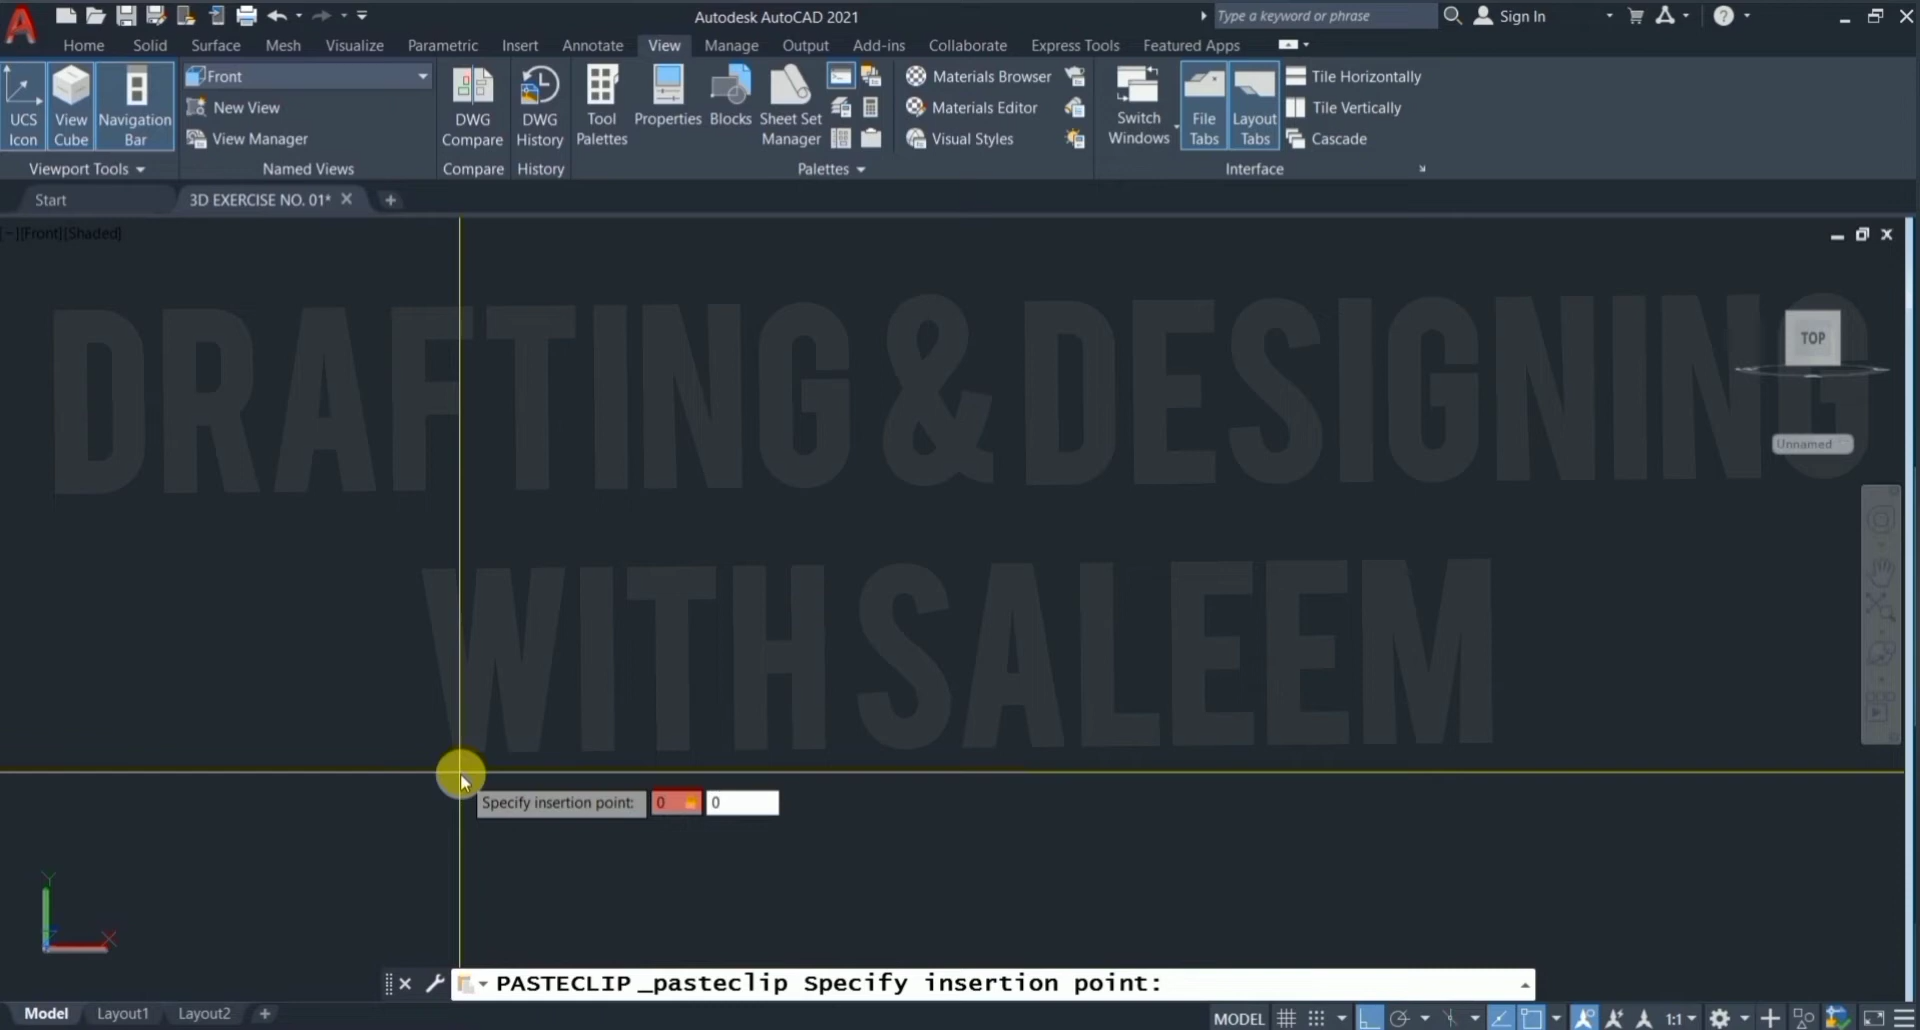 Autodesk AutoCAD 2021
Type a keyword or phrase
Sign In
Home Solid Surface Mesh Visualize Parametric Insert Annotate View Manage Output Add-ins Collaborate Express Tools Featured Apps
UCS Icon
View Cube
Navigation Bar
Viewport Tools
Front
New View
View Manager
Named Views
DWG Compare
Compare
DWG History
History
Tool Palettes
Properties
Blocks
Sheet Set Manager
Materials Browser
Materials Editor
Visual Styles
Palettes
Switch Windows
File Tabs
Layout Tabs
Tile Horizontally
Tile Vertically
Cascade
Interface
Start
3D EXERCISE NO. 01*
[−][Front][Shaded]
DRAFTING & DESIGNING
WITH SALEEM
TOP
Unnamed
Specify insertion point: 0 0
Y
X
PASTECLIP _pasteclip Specify insertion point:
Model Layout1 Layout2
MODEL
1:1